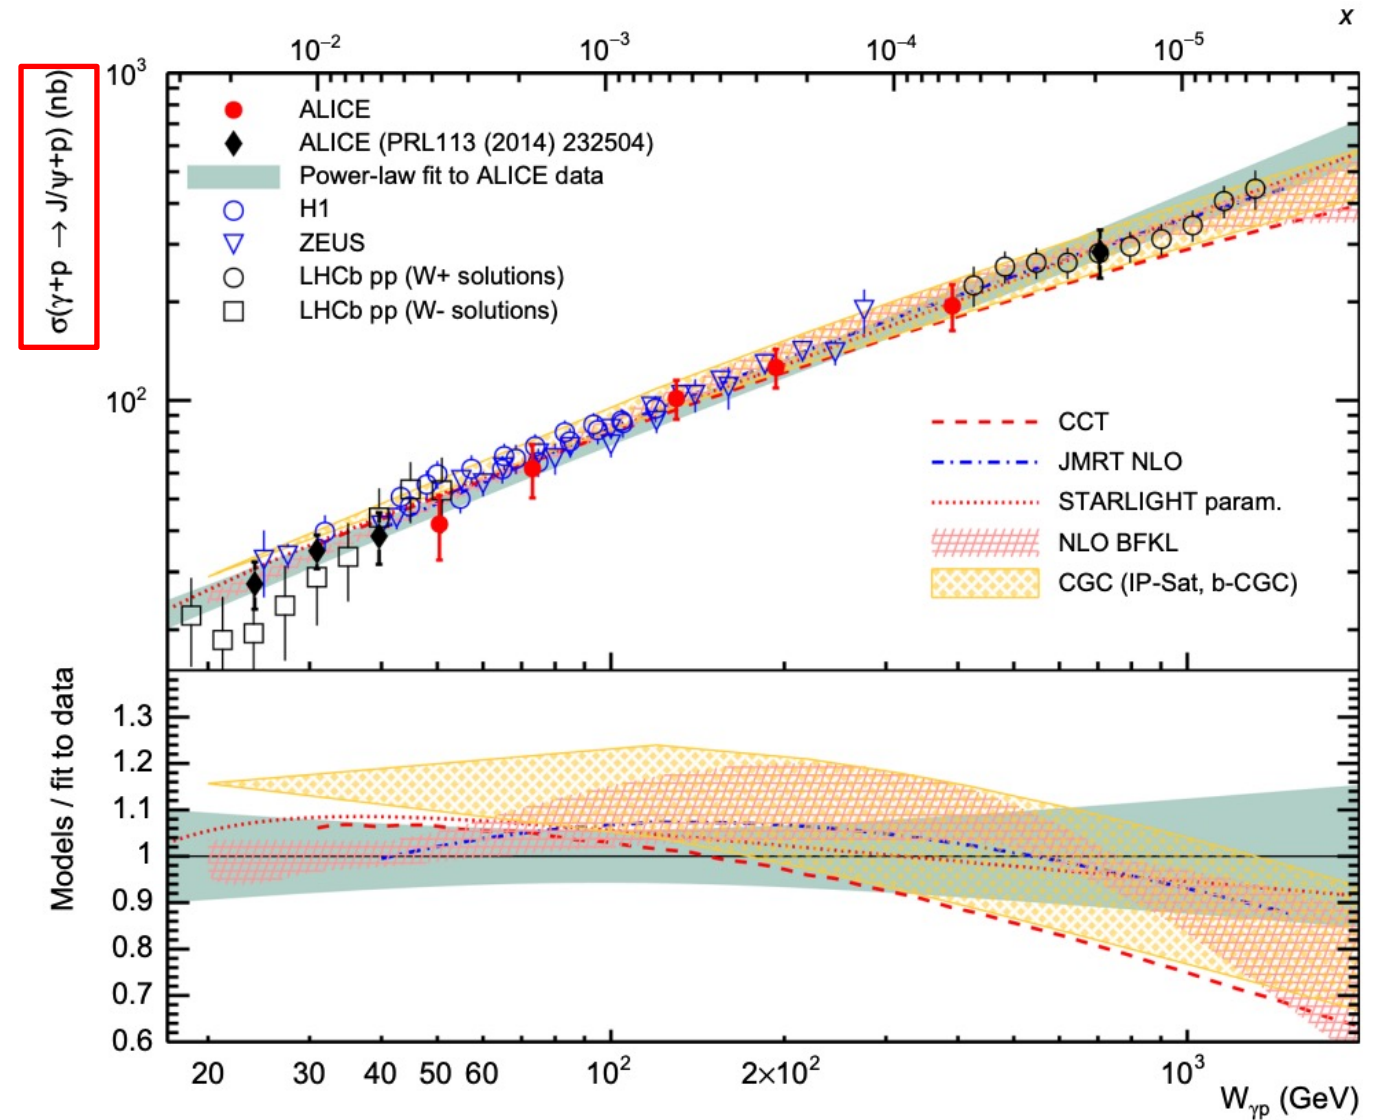 x
10⁻² 10⁻³ 10⁻⁴ 10⁻⁵
σ(γ+p → J/ψ+p) (nb)
10³
10²
ALICE
ALICE (PRL113 (2014) 232504)
Power-law fit to ALICE data
H1
ZEUS
LHCb pp (W+ solutions)
LHCb pp (W- solutions)
CCT
JMRT NLO
STARLIGHT param.
NLO BFKL
CGC (IP-Sat, b-CGC)
Models / fit to data
1.3
1.2
1.1
1
0.9
0.8
0.7
0.6
20 30 40 50 60 10² 2×10² 10³
Wγp (GeV)